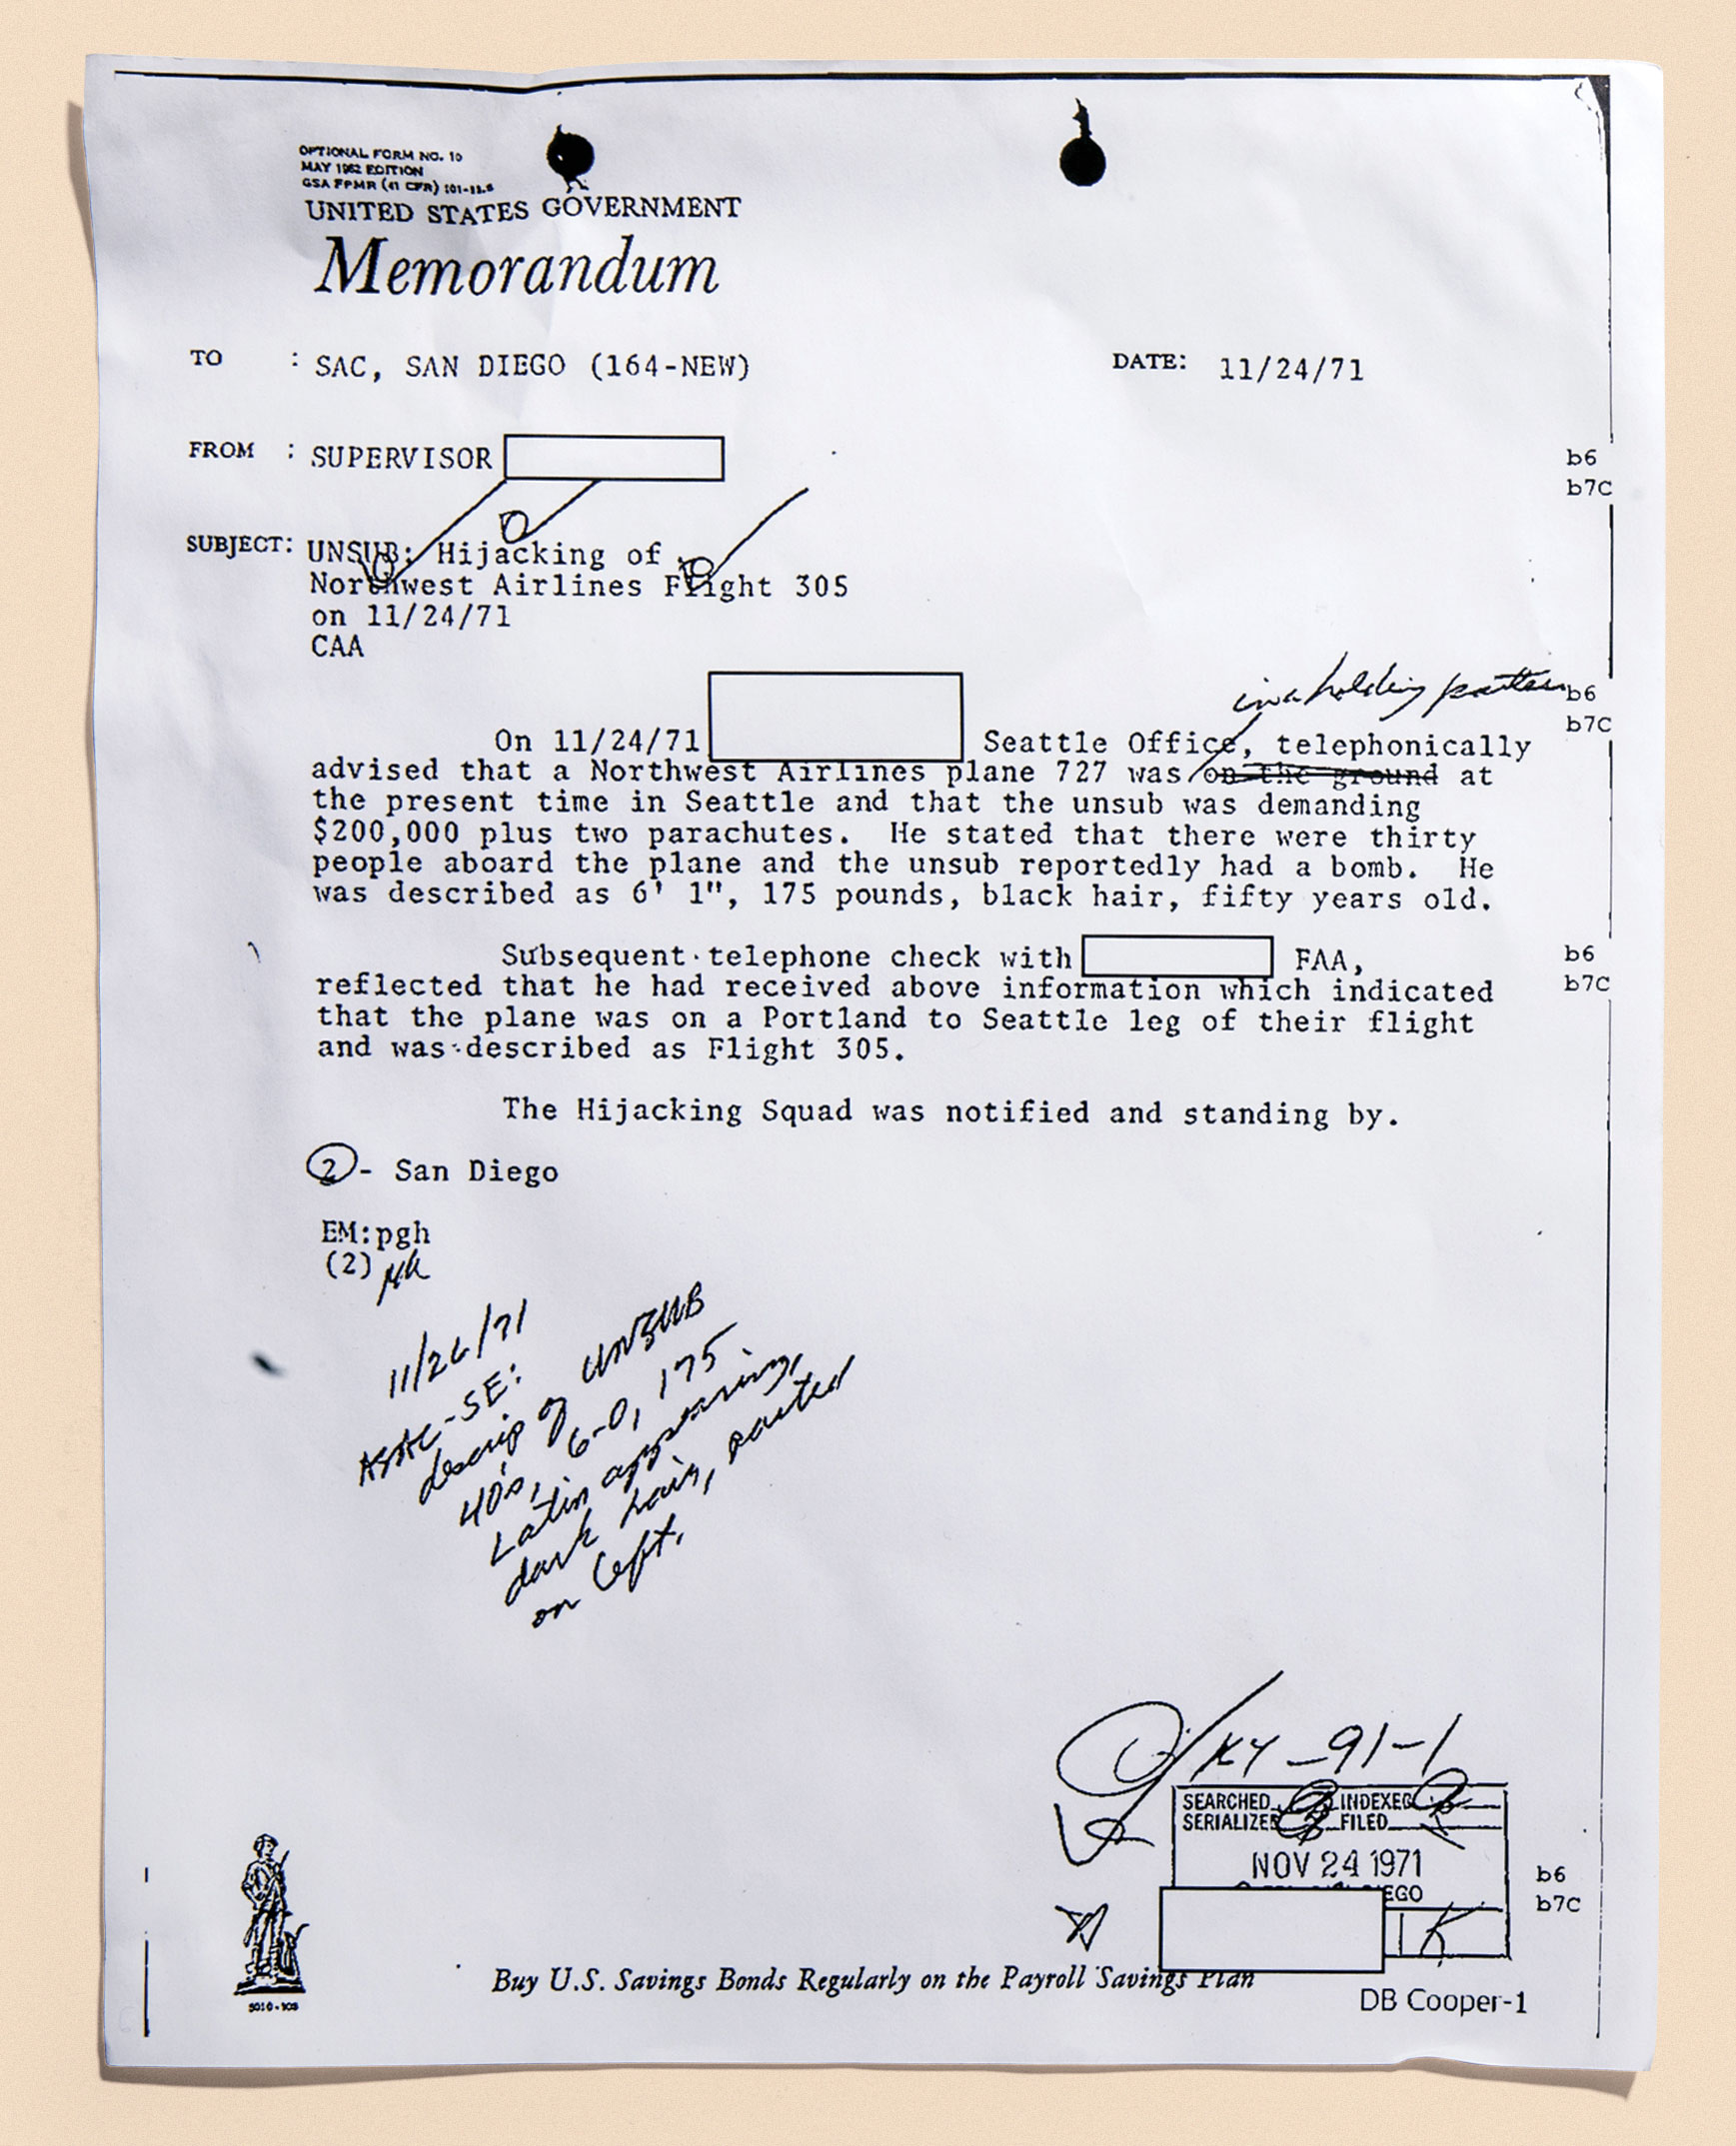 OPTIONAL FORM NO. 10
MAY 1962 EDITION
GSA FPMR (41 CFR) 101-11.6
UNITED STATES GOVERNMENT
Memorandum
TO : SAC, SAN DIEGO (164-NEW) DATE: 11/24/71
FROM : SUPERVISOR
b6
b7C
SUBJECT: UNSUB: Hijacking of
Northwest Airlines Flight 305
on 11/24/71
CAA
in a holding pattern
b6
b7C
On 11/24/71 Seattle Office, telephonically
advised that a Northwest Airlines plane 727 was on the ground at
the present time in Seattle and that the unsub was demanding
$200,000 plus two parachutes. He stated that there were thirty
people aboard the plane and the unsub reportedly had a bomb. He
was described as 6' 1", 175 pounds, black hair, fifty years old.
Subsequent telephone check with FAA,
b6
b7C
reflected that he had received above information which indicated
that the plane was on a Portland to Seattle leg of their flight
and was described as Flight 305.
The Hijacking Squad was notified and standing by.
2 - San Diego
EM:pgh
(2)
11/26/71
descrip of UNSUB
40's, 6-0, 175
Latin appearing,
dark hair, parted
on left.
-91-1
SEARCHED INDEXED
SERIALIZED FILED
NOV 24 1971
EGO
b6
b7C
Buy U.S. Savings Bonds Regularly on the Payroll Savings Plan
5010-108
DB Cooper-1